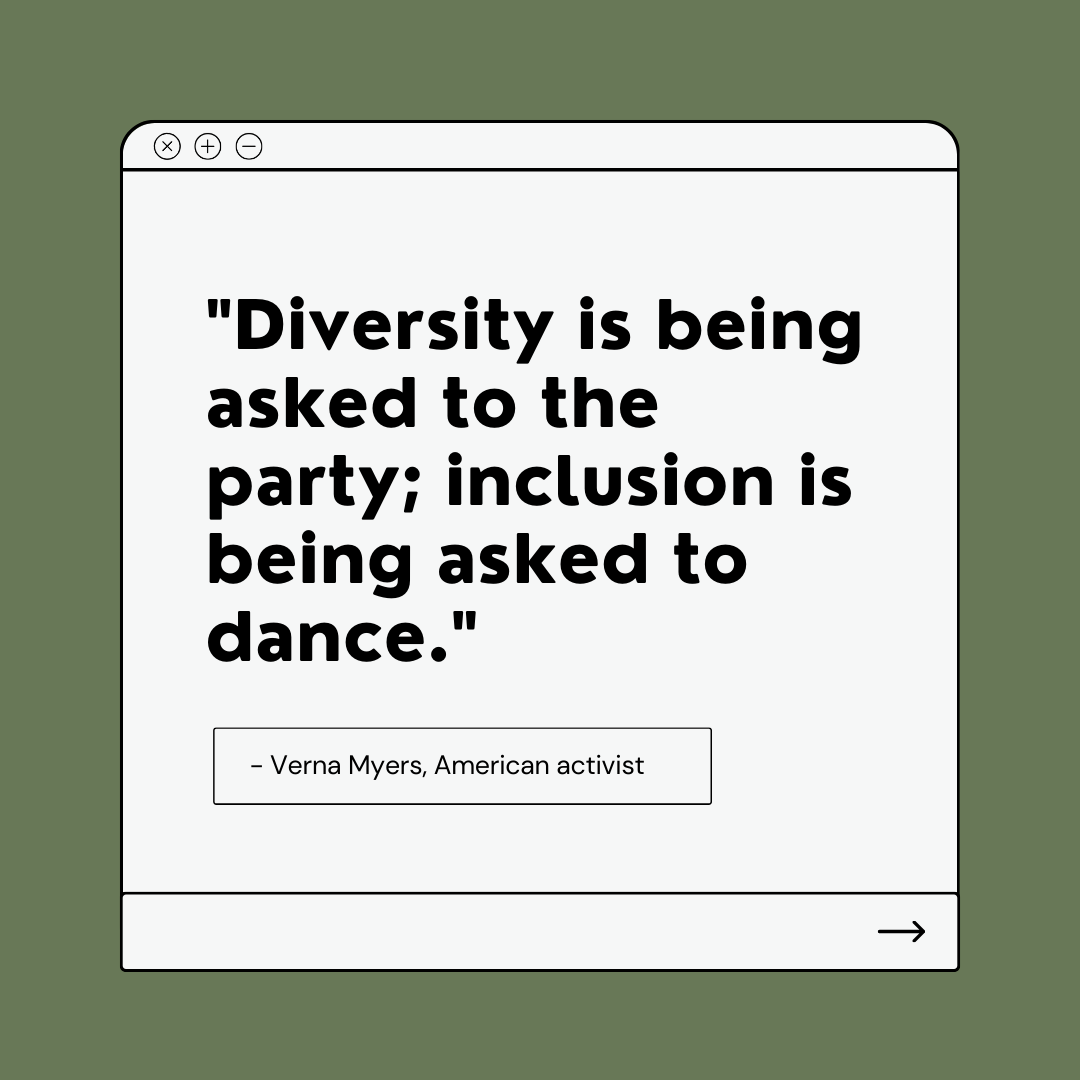 "Diversity is being
asked to the
party; inclusion is
being asked to
dance."
– Verna Myers, American activist